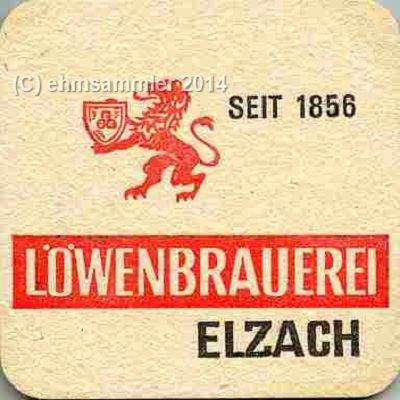 (C) ehmsammler 2014
SEIT 1856
LÖWENBRAUEREI
ELZACH